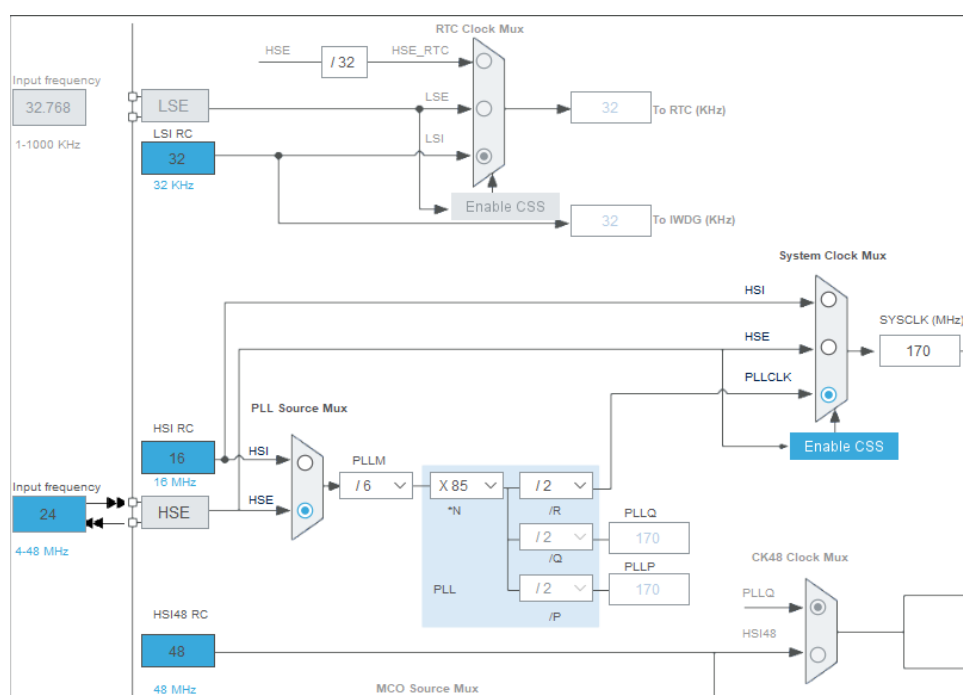 RTC Clock Mux
HSE
/ 32
HSE_RTC
Input frequency
32.768
1-1000 KHz
LSE
LSE
32
To RTC (KHz)
LSI RC
32
32 KHz
LSI
Enable CSS
32
To IWDG (KHz)
System Clock Mux
HSI
SYSCLK (MHz)
HSE
170
PLLCLK
PLL Source Mux
HSI RC
16
16 MHz
HSI
Enable CSS
PLLM
/ 6
X 85
*N
/ 2
/R
Input frequency
24
4-48 MHz
HSE
HSE
PLLQ
/ 2
170
/Q
PLLP
/ 2
170
/P
PLL
CK48 Clock Mux
PLLQ
HSI48
HSI48 RC
48
48 MHz
MCO Source Mux